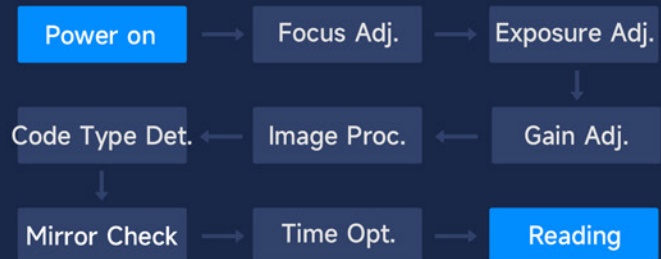 Power on
Focus Adj.
Exposure Adj.
Code Type Det.
Image Proc.
Gain Adj.
Mirror Check
Time Opt.
Reading